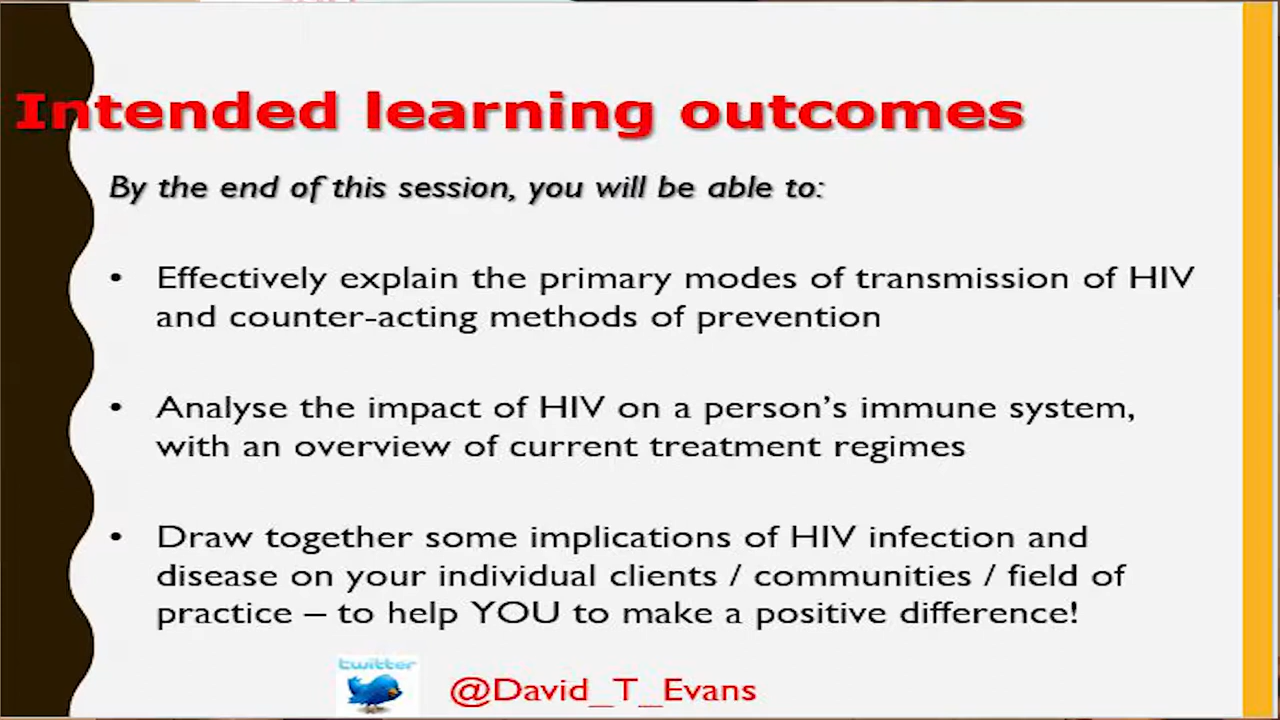 Intended learning outcomes
By the end of this session, you will be able to:
• Effectively explain the primary modes of transmission of HIV
and counter-acting methods of prevention
• Analyse the impact of HIV on a person's immune system,
with an overview of current treatment regimes
• Draw together some implications of HIV infection and
disease on your individual clients / communities / field of
practice – to help YOU to make a positive difference!
twitter
@David_T_Evans